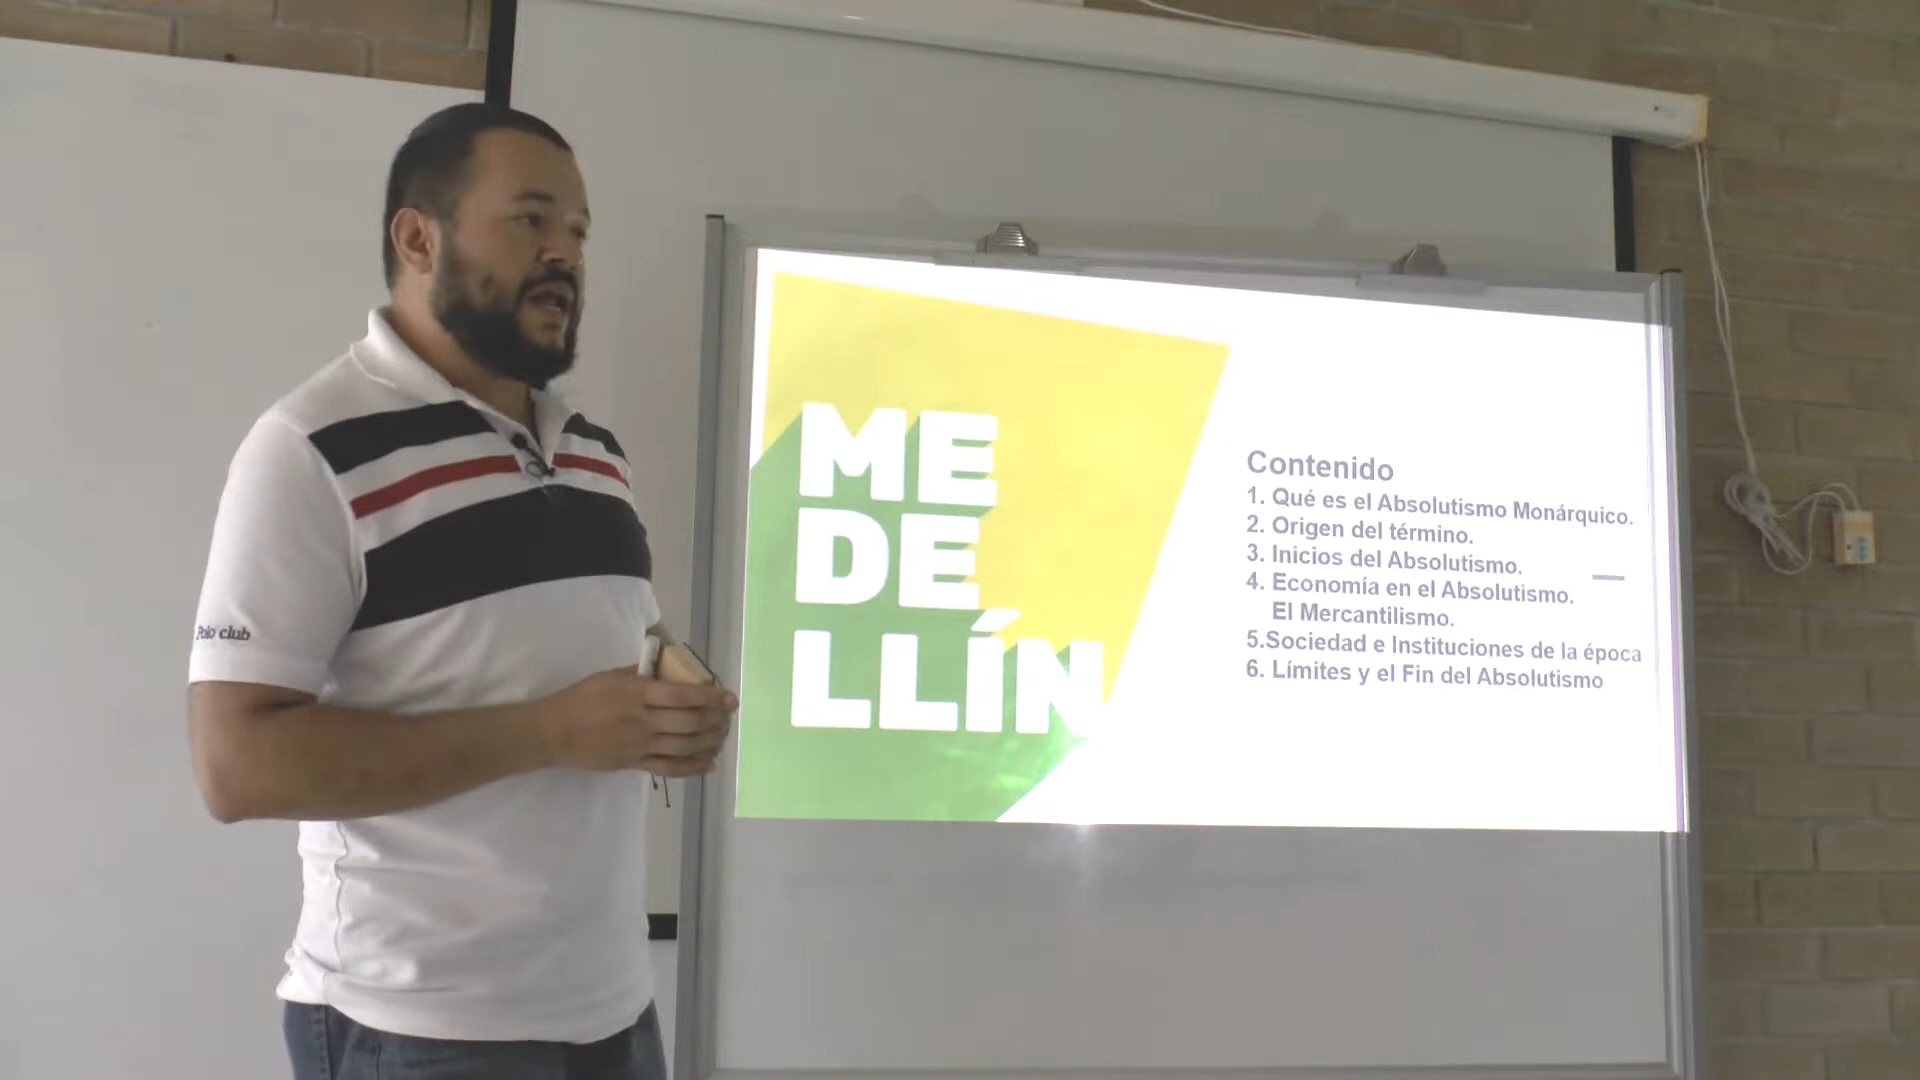 Polo club
ME
DE
LLÍN
Contenido
1. Qué es el Absolutismo Monárquico.
2. Origen del término.
3. Inicios del Absolutismo.
4. Economía en el Absolutismo.
El Mercantilismo.
5.Sociedad e Instituciones de la época
6. Límites y el Fin del Absolutismo